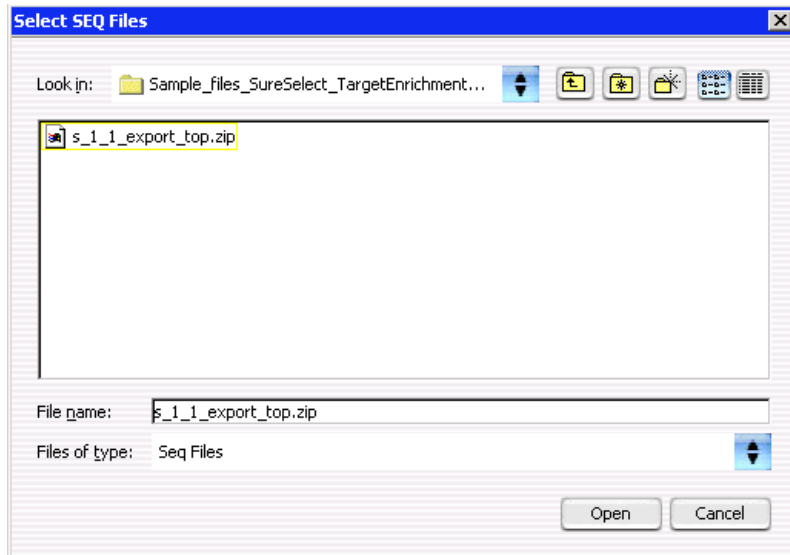 Select SEQ Files
Look in: Sample_files_SureSelect_TargetEnrichment...
s_1_1_export_top.zip
File name: s_1_1_export_top.zip
Files of type: Seq Files
Open Cancel